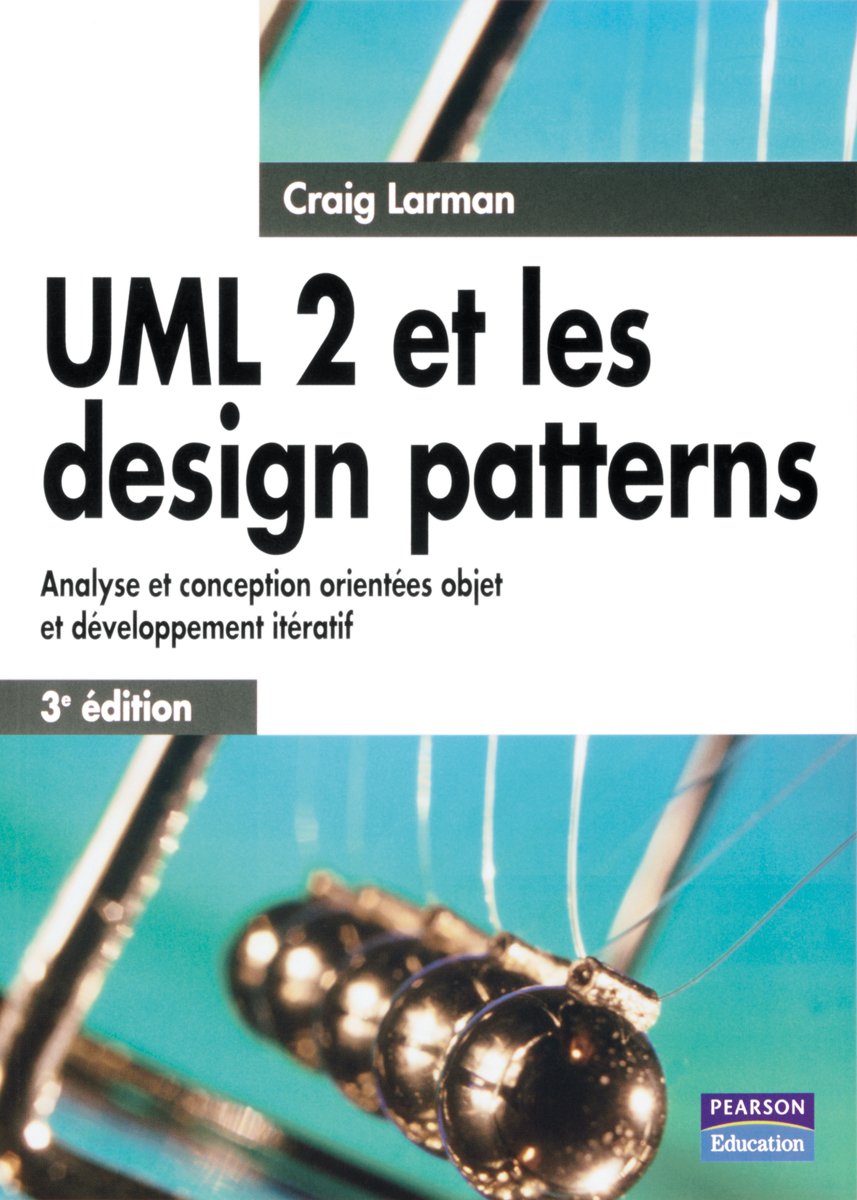 Craig Larman
UML 2 et les
design patterns
Analyse et conception orientées objet
et développement itératif
3e édition
PEARSON
Education